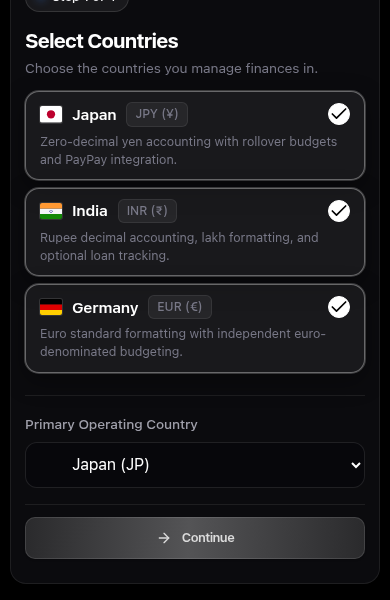 Select Countries
Choose the countries you manage finances in.
Japan JPY (¥)
Zero-decimal yen accounting with rollover budgets
and PayPay integration.
India INR (₹)
Rupee decimal accounting, lakh formatting, and
optional loan tracking.
Germany EUR (€)
Euro standard formatting with independent euro-
denominated budgeting.
Primary Operating Country
Japan (JP)
→ Continue